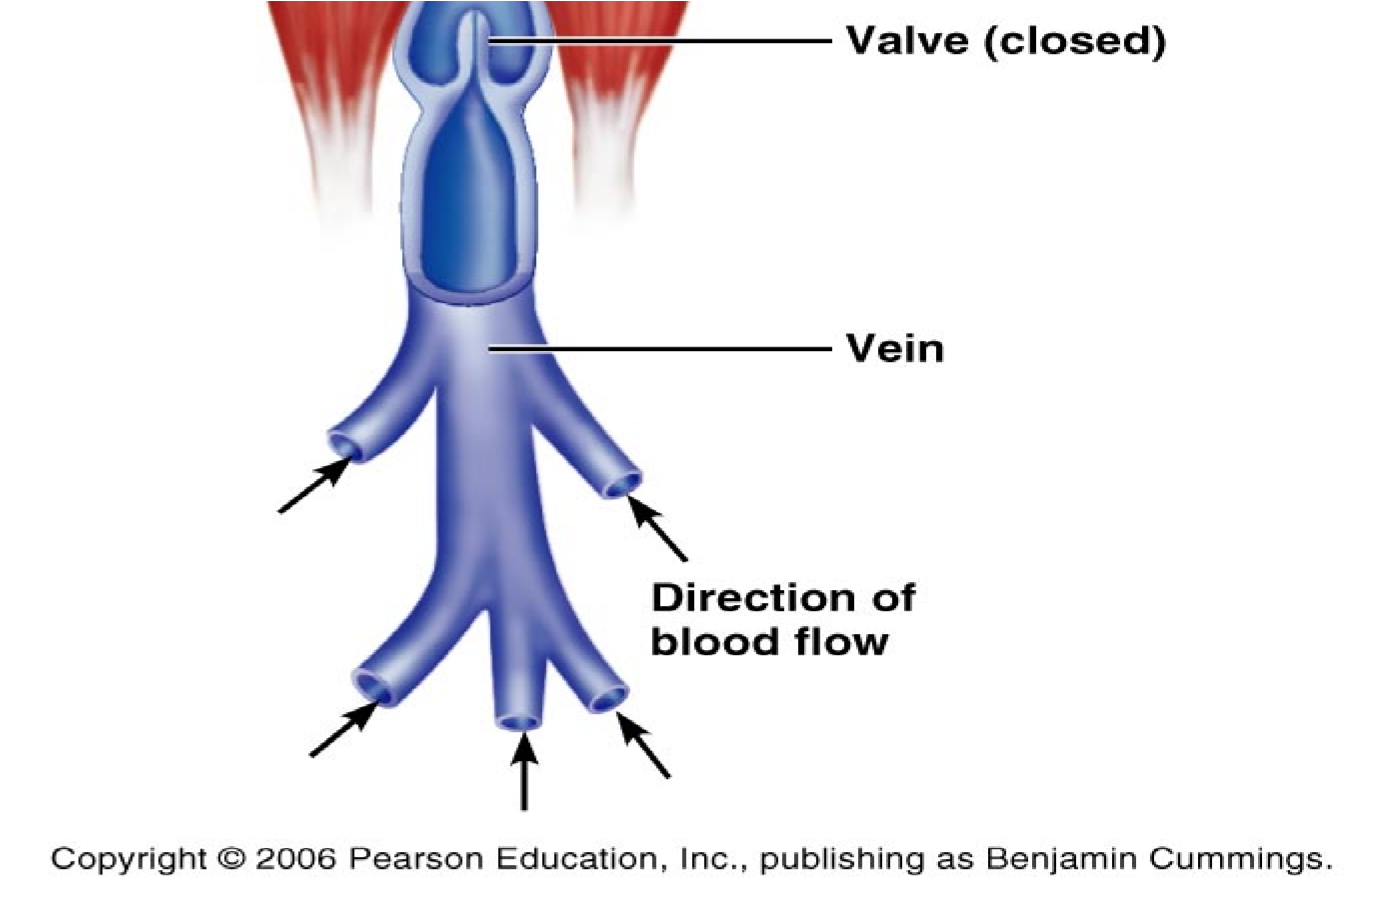 Valve (closed)
Vein
Direction of
blood flow
Copyright © 2006 Pearson Education, Inc., publishing as Benjamin Cummings.